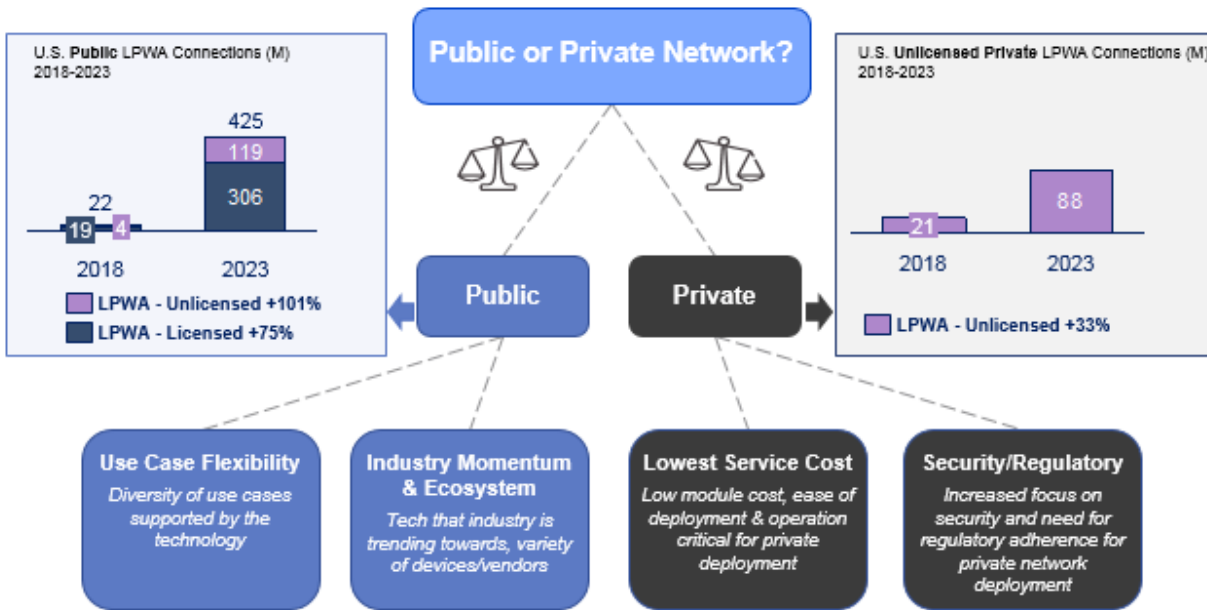 Public or Private Network?
U.S. Public LPWA Connections (M)
2018-2023
425
119
306
22
19
4
2018
2023
LPWA - Unlicensed +101%
LPWA - Licensed +75%
U.S. Unlicensed Private LPWA Connections (M)
2018-2023
88
21
2018
2023
LPWA - Unlicensed +33%
Public
Private
Use Case Flexibility
Diversity of use cases
supported by the
technology
Industry Momentum
& Ecosystem
Tech that industry is
trending towards, variety
of devices/vendors
Lowest Service Cost
Low module cost, ease of
deployment & operation
critical for private
deployment
Security/Regulatory
Increased focus on
security and need for
regulatory adherence for
private network
deployment